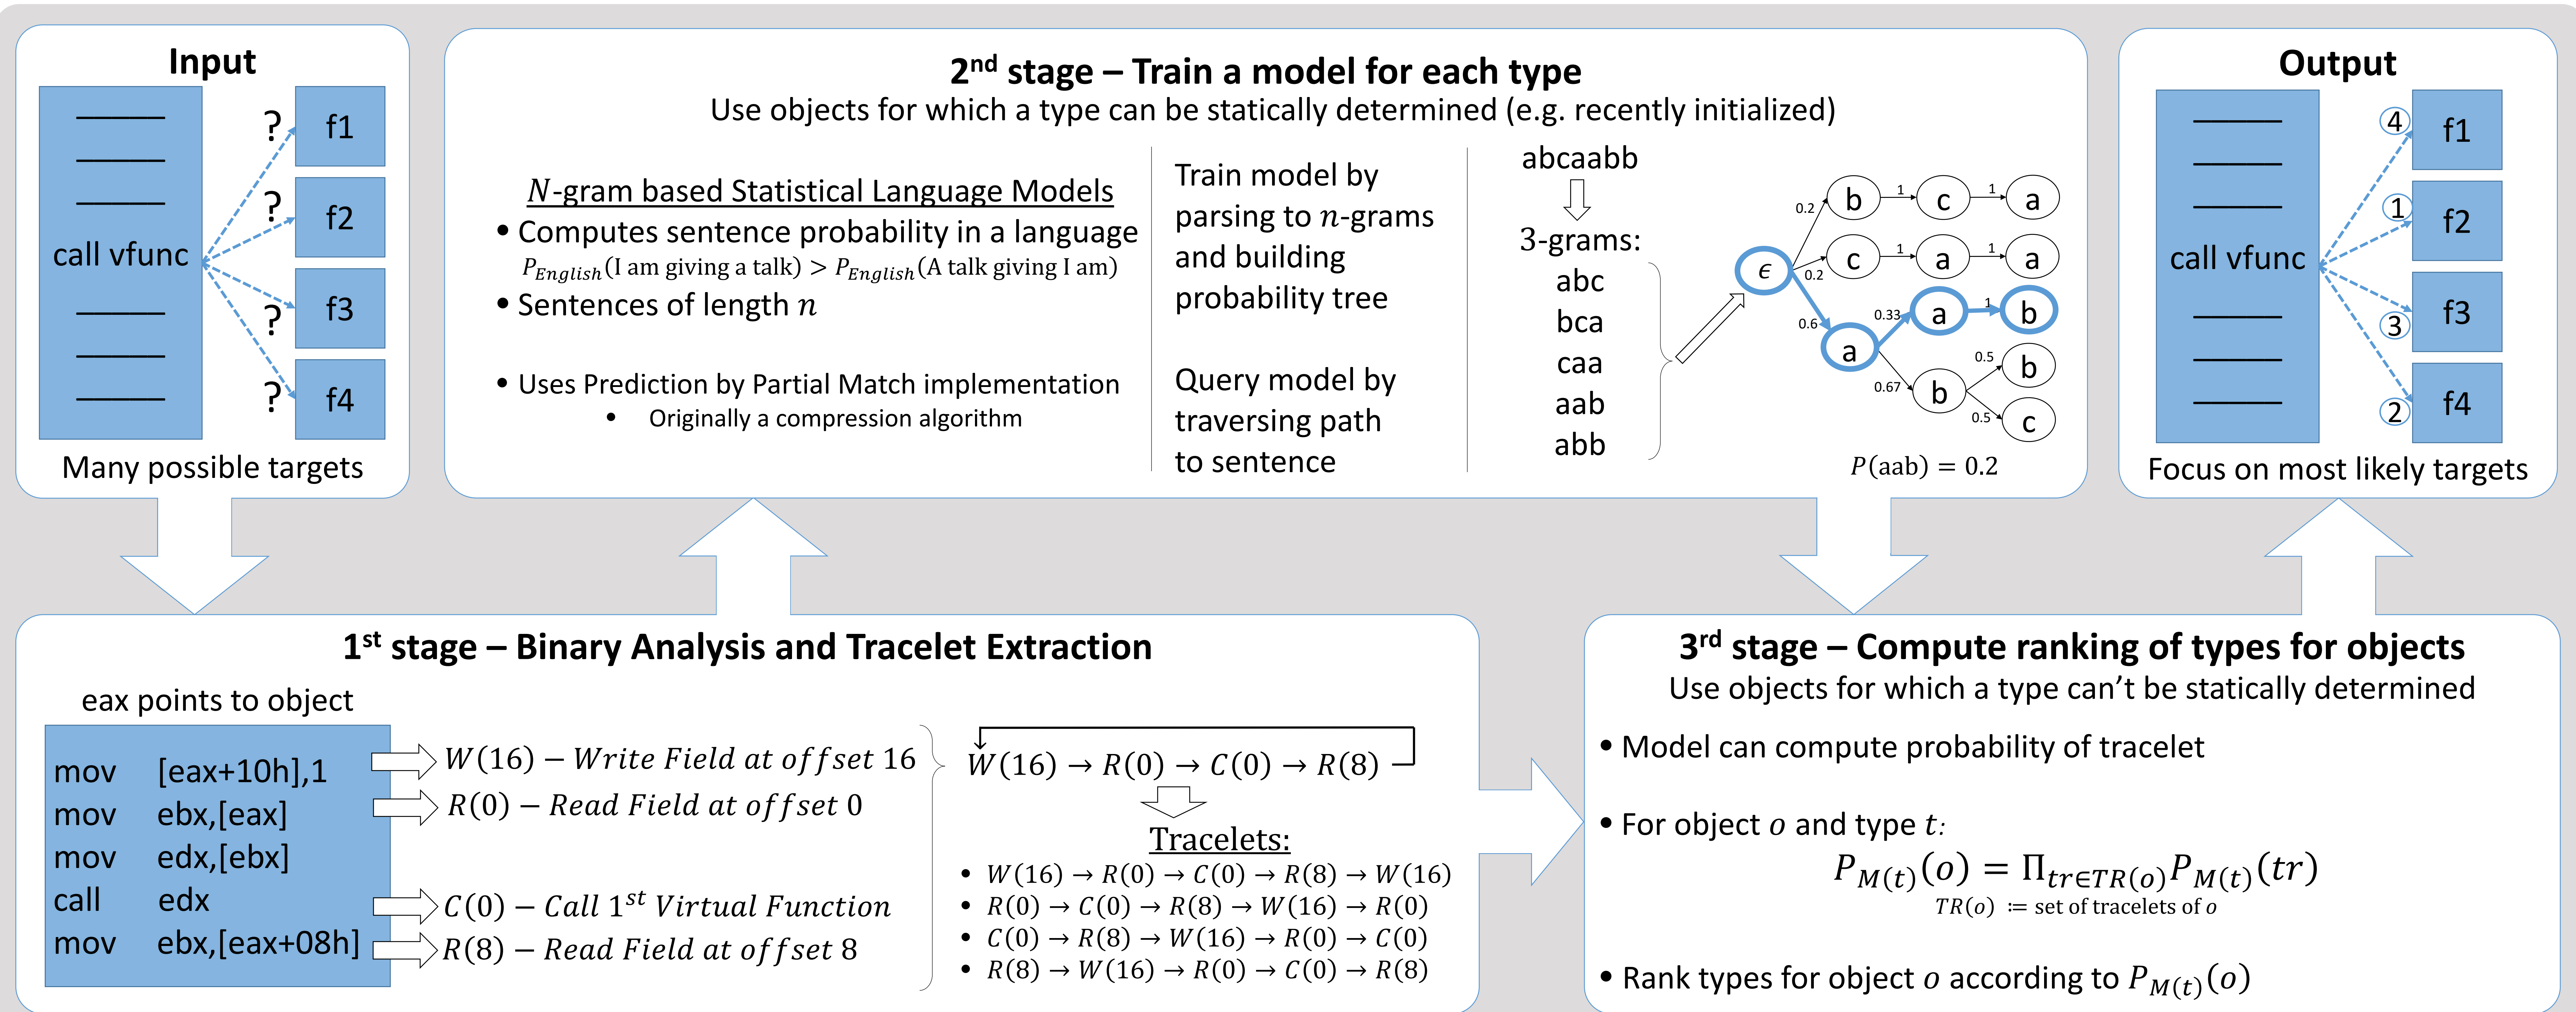 Input
?
f1
?
f2
call vfunc
?
f3
?
f4
Many possible targets
2nd stage – Train a model for each type
Use objects for which a type can be statically determined (e.g. recently initialized)
N-gram based Statistical Language Models
• Computes sentence probability in a language
P_English(I am giving a talk) > P_English(A talk giving I am)
• Sentences of length n
• Uses Prediction by Partial Match implementation
• Originally a compression algorithm
Train model by
parsing to n-grams
and building
probability tree
Query model by
traversing path
to sentence
abcaabb
3-grams:
abc
bca
caa
aab
abb
ϵ
0.2 b 1 c 1 a
0.2 c 1 a 1 a
0.6 a 0.33 a 1 b
0.67 b 0.5 b
0.5 c
P(aab) = 0.2
Output
4 f1
1 f2
call vfunc
3 f3
2 f4
Focus on most likely targets
1st stage – Binary Analysis and Tracelet Extraction
eax points to object
mov [eax+10h],1
mov ebx,[eax]
mov edx,[ebx]
call edx
mov ebx,[eax+08h]
W(16) – Write Field at offset 16
R(0) – Read Field at offset 0
C(0) – Call 1st Virtual Function
R(8) – Read Field at offset 8
W(16) → R(0) → C(0) → R(8)
Tracelets:
• W(16) → R(0) → C(0) → R(8) → W(16)
• R(0) → C(0) → R(8) → W(16) → R(0)
• C(0) → R(8) → W(16) → R(0) → C(0)
• R(8) → W(16) → R(0) → C(0) → R(8)
3rd stage – Compute ranking of types for objects
Use objects for which a type can't be statically determined
• Model can compute probability of tracelet
• For object o and type t:
P_M(t)(o) = Π_tr∈TR(o) P_M(t)(tr)
TR(o) ≔ set of tracelets of o
• Rank types for object o according to P_M(t)(o)